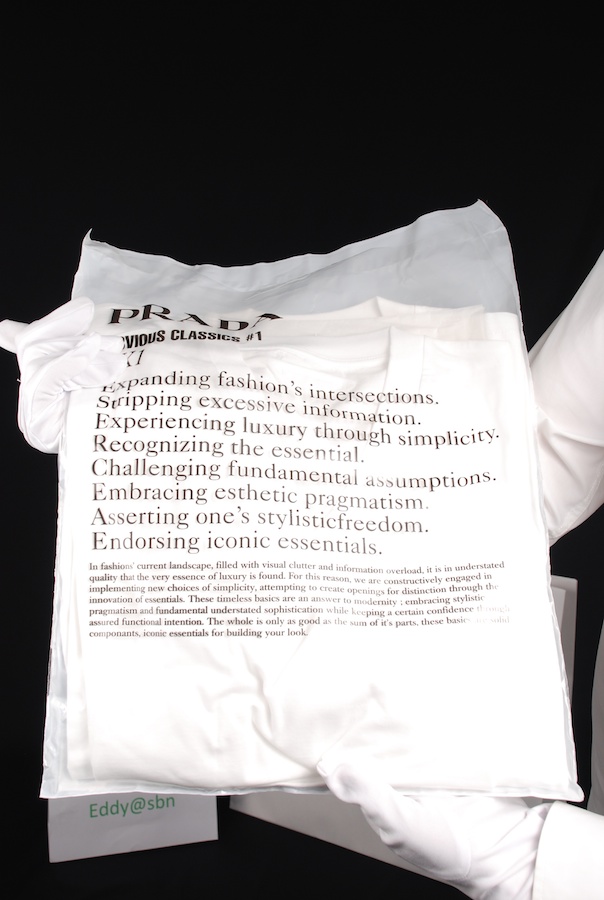 PRADA
VIOUS CLASSICS #1
XI
Expanding fashion's intersections.
Stripping excessive information.
Experiencing luxury through simplicity.
Recognizing the essential.
Challenging fundamental assumptions.
Embracing esthetic pragmatism.
Asserting one's stylisticfreedom.
Endorsing iconic essentials.
In fashions' current landscape, filled with visual clutter and information overload, it is in understated
quality that the very essence of luxury is found. For this reason, we are constructively engaged in
implementing new choices of simplicity, attempting to create openings for distinction through the
innovation of essentials. These timeless basics are an answer to modernity ; embracing stylistic
pragmatism and fundamental understated sophistication while keeping a certain confidence through
assured functional intention. The whole is only as good as the sum of it's parts, these basics solid
componants, iconic essentials for building your look.
Eddy@sbn